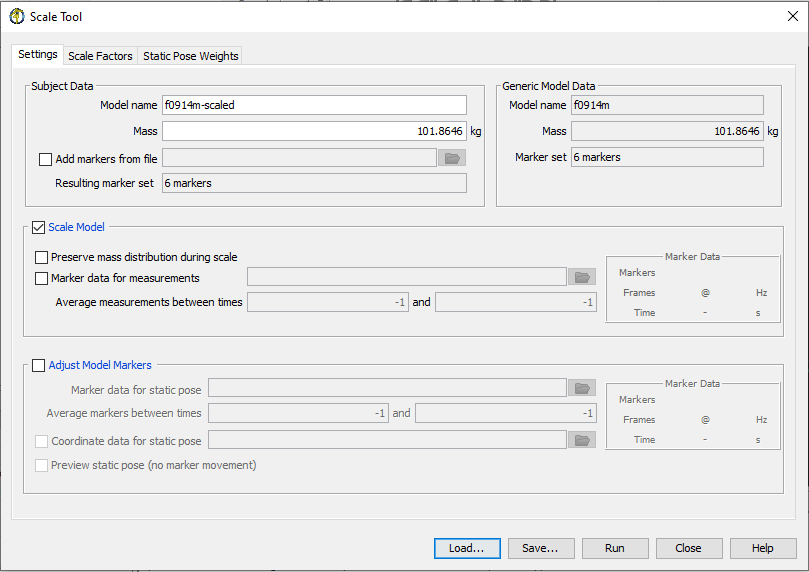 Scale Tool
Settings
Scale Factors
Static Pose Weights
Subject Data
Model name f0914m-scaled
Mass 101.8646 kg
Add markers from file
Resulting marker set 6 markers
Generic Model Data
Model name f0914m
Mass 101.8646 kg
Marker set 6 markers
Scale Model
Preserve mass distribution during scale
Marker data for measurements
Average measurements between times -1 and -1
Marker Data
Markers
Frames @ Hz
Time - s
Adjust Model Markers
Marker data for static pose
Average markers between times -1 and -1
Coordinate data for static pose
Preview static pose (no marker movement)
Marker Data
Markers
Frames @ Hz
Time - s
Load... Save... Run Close Help